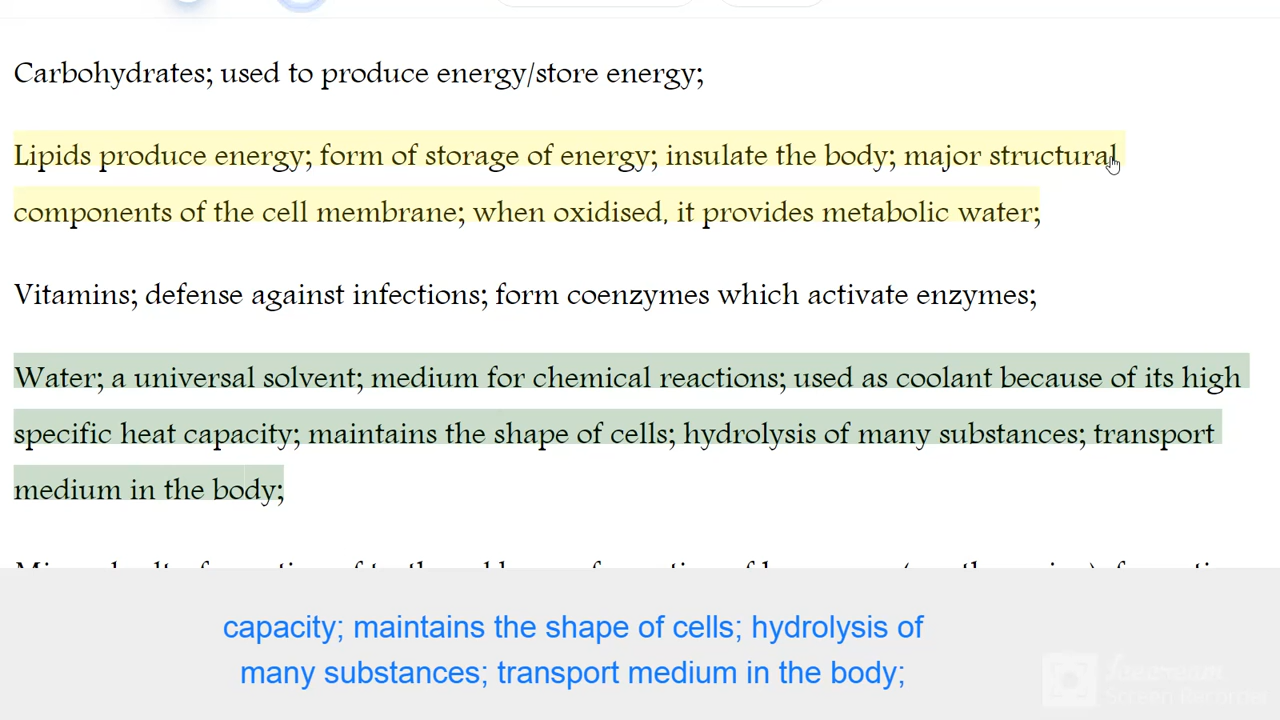 Carbohydrates; used to produce energy/store energy;
Lipids produce energy; form of storage of energy; insulate the body; major structural
components of the cell membrane; when oxidised, it provides metabolic water;
Vitamins; defense against infections; form coenzymes which activate enzymes;
Water; a universal solvent; medium for chemical reactions; used as coolant because of its high
specific heat capacity; maintains the shape of cells; hydrolysis of many substances; transport
medium in the body;
capacity; maintains the shape of cells; hydrolysis of
many substances; transport medium in the body;
Screen Recorder